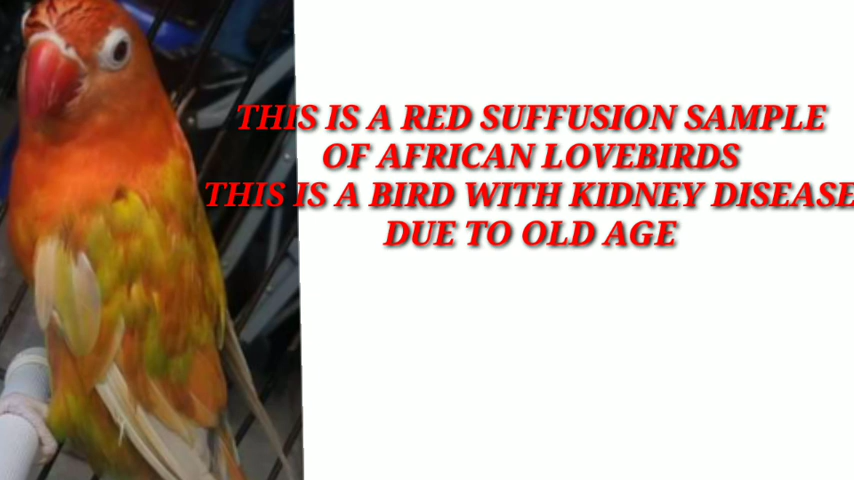 THIS IS A RED SUFFUSION SAMPLE
OF AFRICAN LOVEBIRDS
THIS IS A BIRD WITH KIDNEY DISEASE
DUE TO OLD AGE